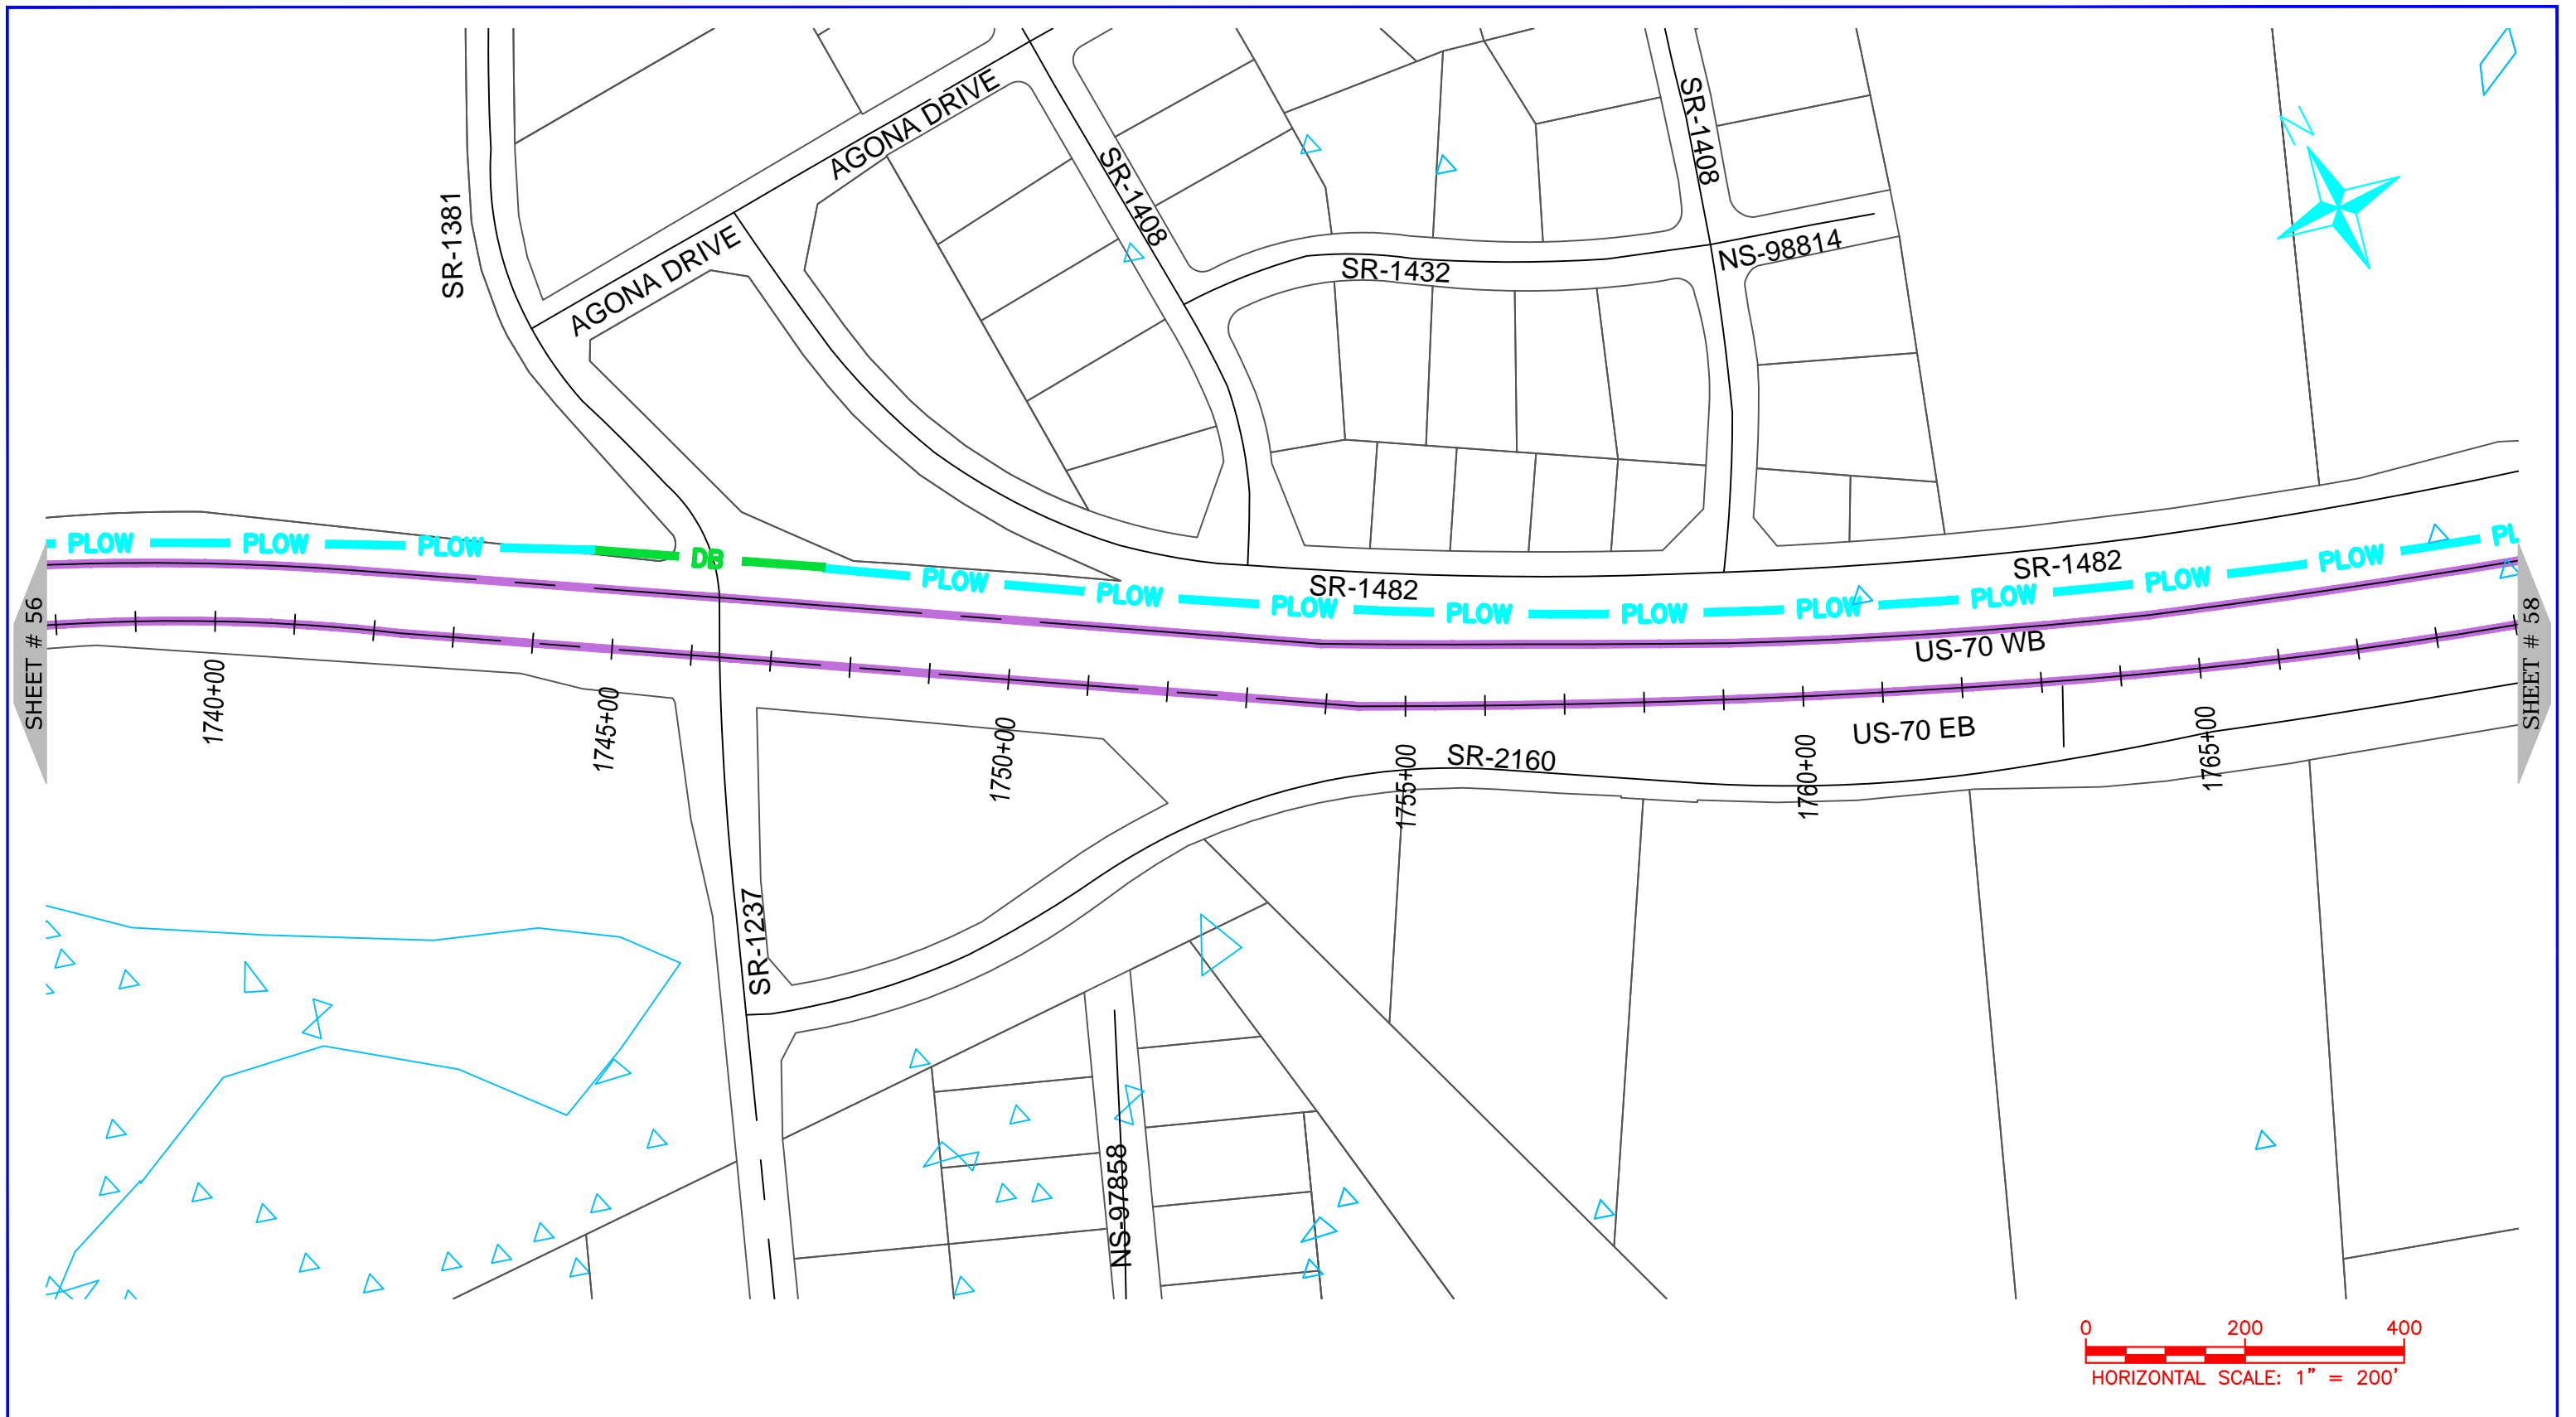 N
AGONA DRIVE
SR-1408
SR-1408
SR-1381
AGONA DRIVE
SR-1432
NS-98814
PLOW PLOW PLOW DB PLOW PLOW PLOW PLOW PLOW PLOW PLOW PLOW PLOW PL
SR-1482
SR-1482
SHEET # 56
SHEET # 58
US-70 WB
US-70 EB
1740+00
1745+00
1750+00
1755+00
1760+00
1765+00
SR-2160
SR-1237
NS-97858
0 200 400
HORIZONTAL SCALE: 1" = 200'